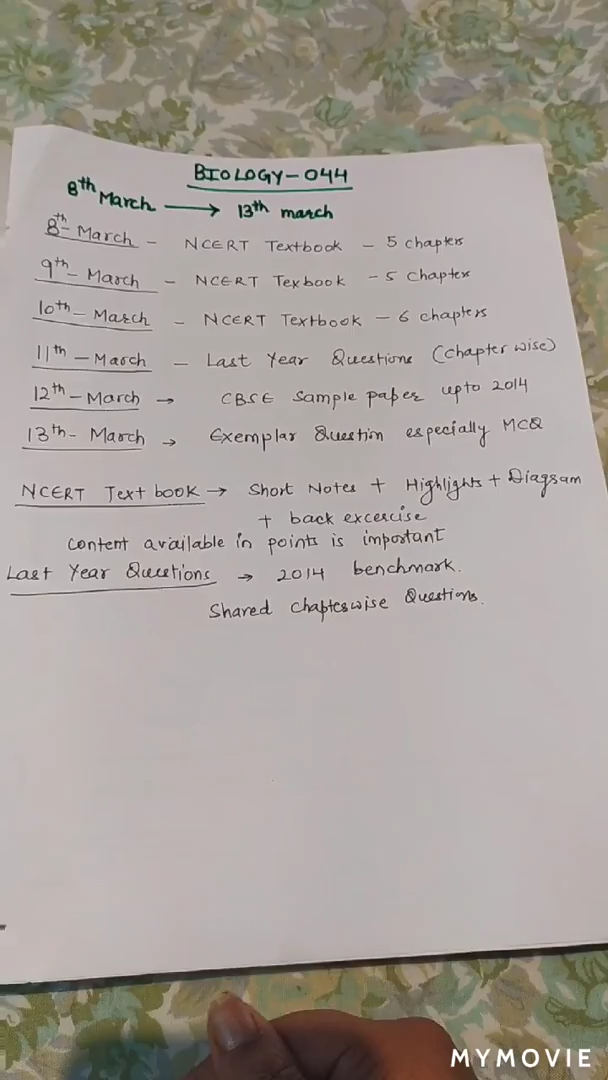 BIOLOGY-044
8th March → 13th march
8th- March - NCERT Textbook - 5 chapters
9th- March - NCERT Texbook - 5 chapters
10th- March - NCERT Textbook - 6 chapters
11th - March - Last Year Questions (chapter wise)
12th - March → CBSE sample paper upto 2014
13th- March → Exemplar Question especially MCQ
NCERT Text book → Short Notes + Highlights + Diagram
+ back excercise
content available in points is important
Last Year Questions → 2014 benchmark.
Shared chapterwise Questions.
MYMOVIE